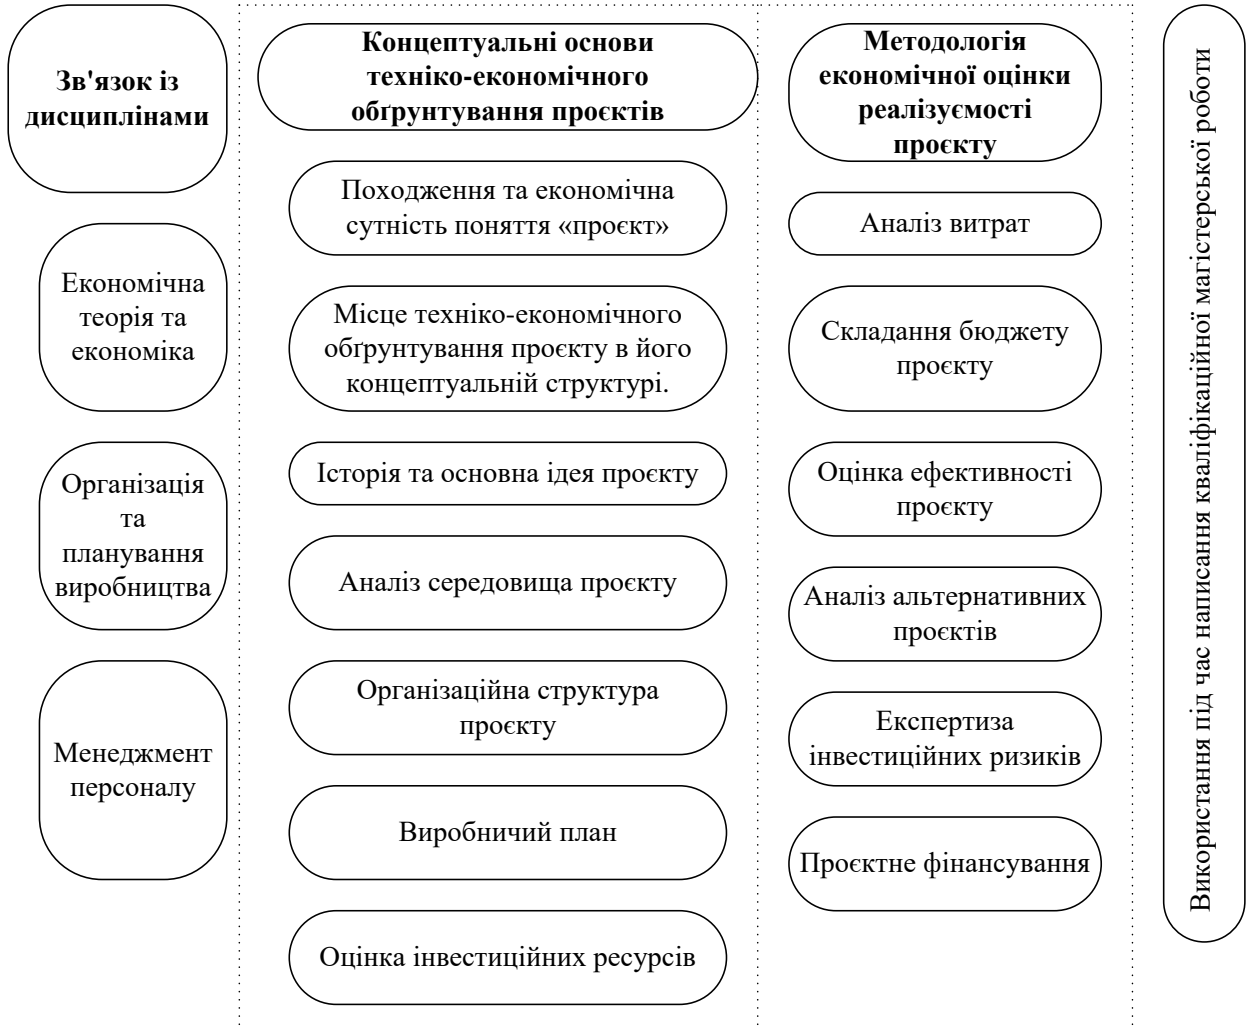 Зв'язок із
дисциплінами
Економічна
теорія та
економіка
Організація
та
планування
виробництва
Менеджмент
персоналу
Концептуальні основи
техніко-економічного
обґрунтування проєктів
Походження та економічна
сутність поняття «проєкт»
Місце техніко-економічного
обґрунтування проєкту в його
концептуальній структурі.
Історія та основна ідея проєкту
Аналіз середовища проєкту
Організаційна структура
проєкту
Виробничий план
Оцінка інвестиційних ресурсів
Методологія
економічної оцінки
реалізуємості
проєкту
Аналіз витрат
Складання бюджету
проєкту
Оцінка ефективності
проєкту
Аналіз альтернативних
проєктів
Експертиза
інвестиційних ризиків
Проєктне фінансування
Використання під час написання кваліфікаційної магістерської роботи